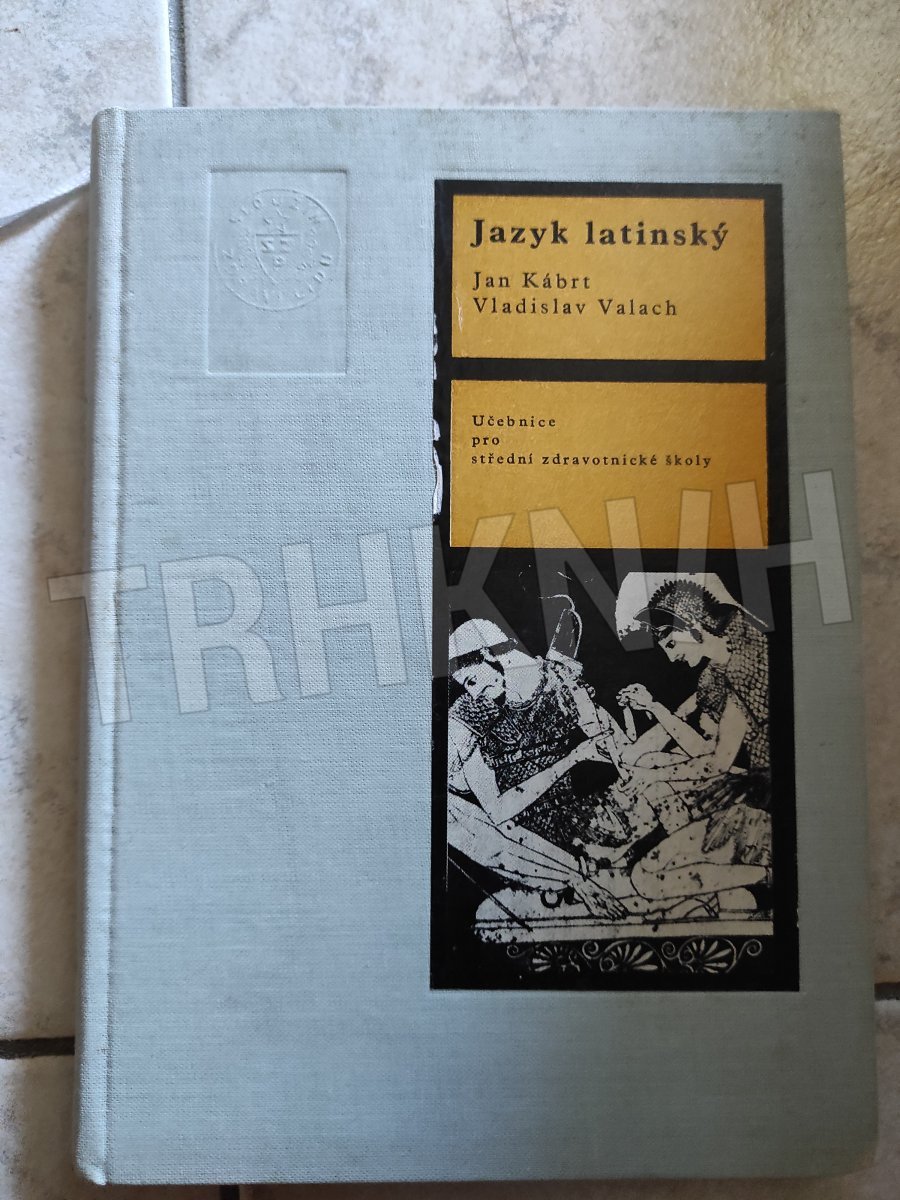 Jazyk latinský
Jan Kábrt
Vladislav Valach
Učebnice
pro
střední zdravotnické školy
TRHKNIH